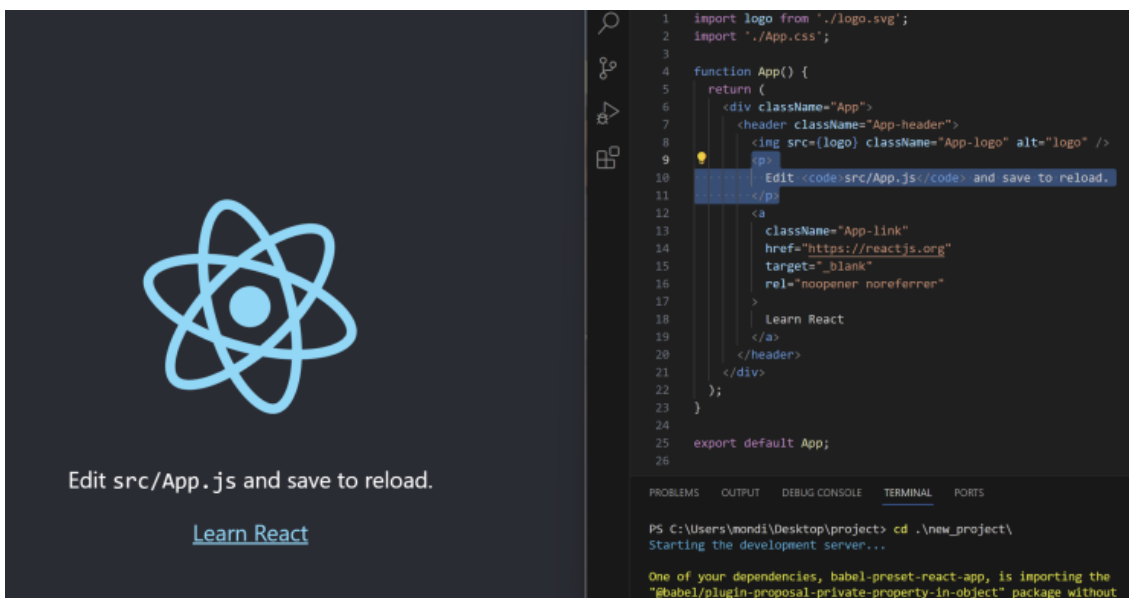 Edit src/App.js and save to reload.
Learn React
1 import logo from './logo.svg';
2 import './App.css';
3
4 function App() {
5 return (
6 <div className="App">
7 <header className="App-header">
8 <img src={logo} className="App-logo" alt="logo" />
9 <p>
10 Edit <code>src/App.js</code> and save to reload.
11 </p>
12 <a
13 className="App-link"
14 href="https://reactjs.org"
15 target="_blank"
16 rel="noopener noreferrer"
17 >
18 Learn React
19 </a>
20 </header>
21 </div>
22 );
23 }
24
25 export default App;
26
PROBLEMS OUTPUT DEBUG CONSOLE TERMINAL PORTS
PS C:\Users\mondi\Desktop\project> cd .\new_project\
Starting the development server...
One of your dependencies, babel-preset-react-app, is importing the
"@babel/plugin-proposal-private-property-in-object" package without